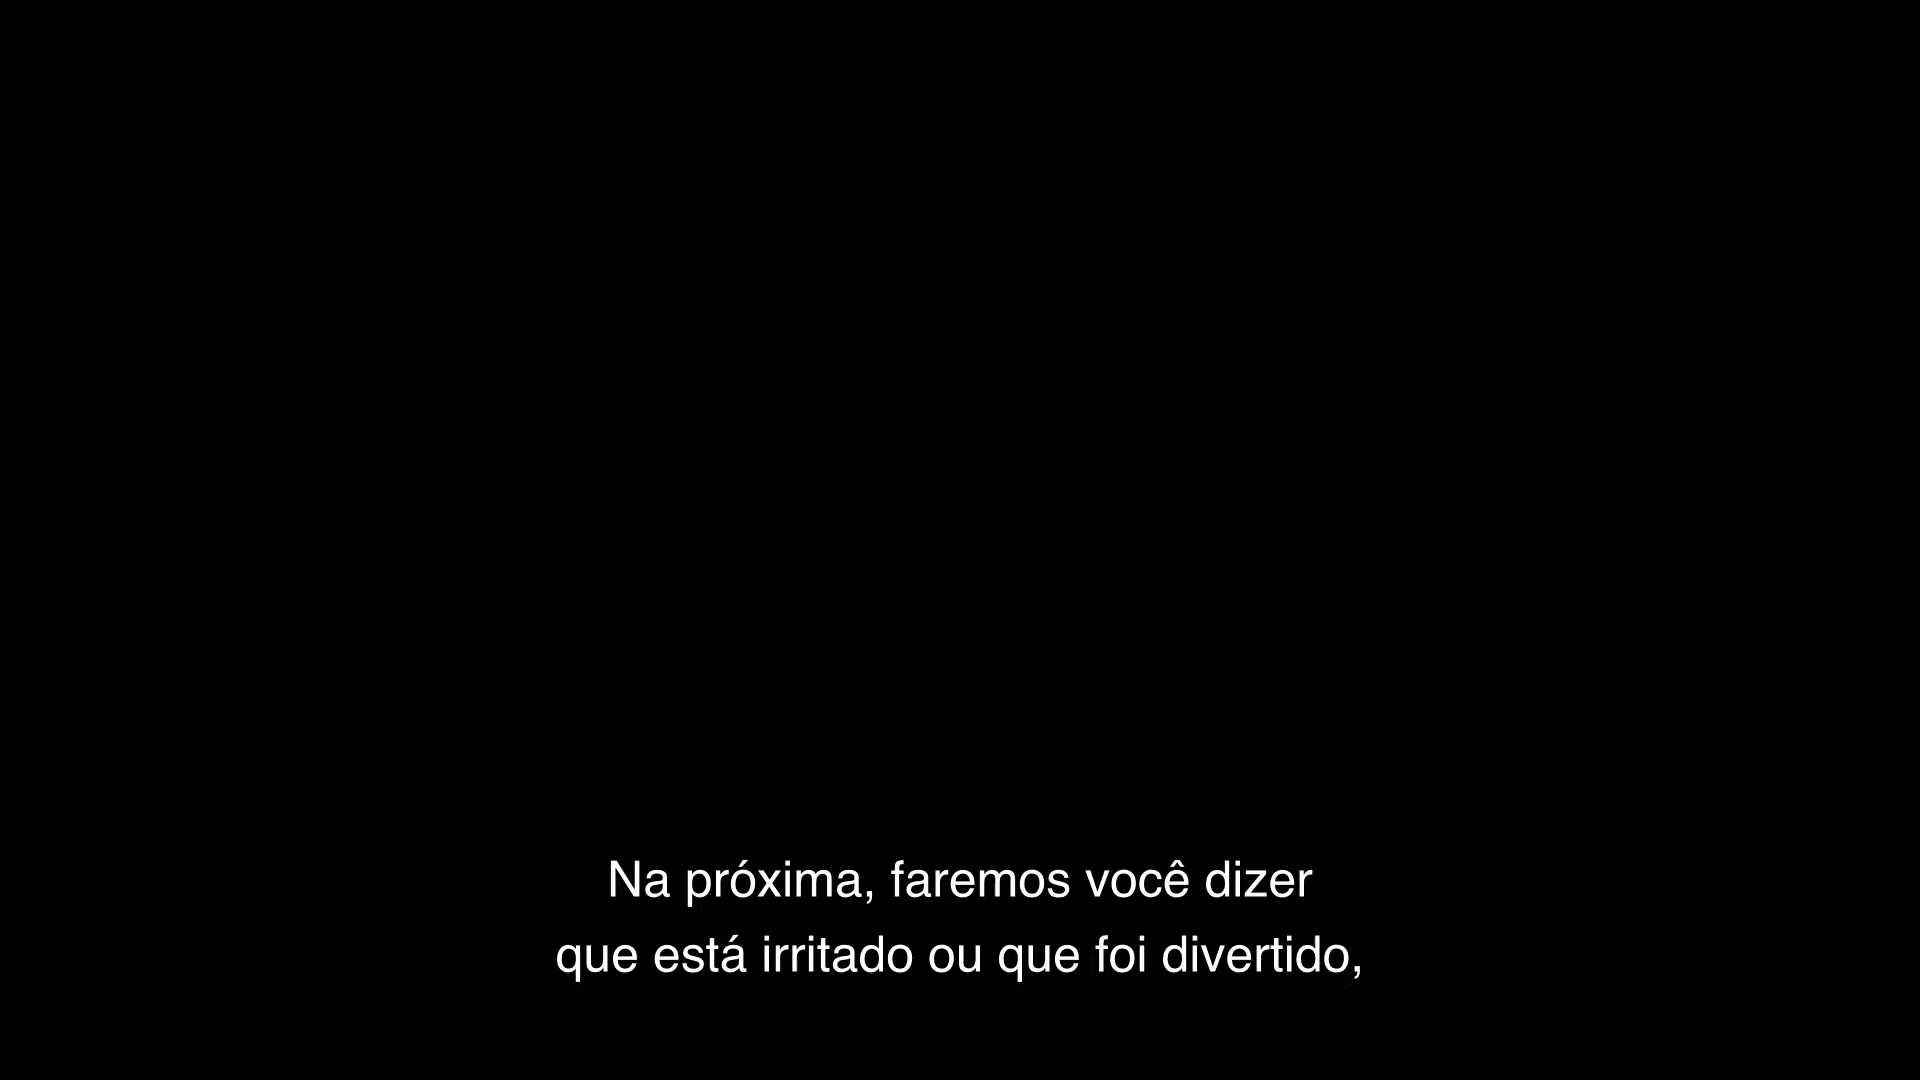 Na próxima, faremos você dizer
que está irritado ou que foi divertido,